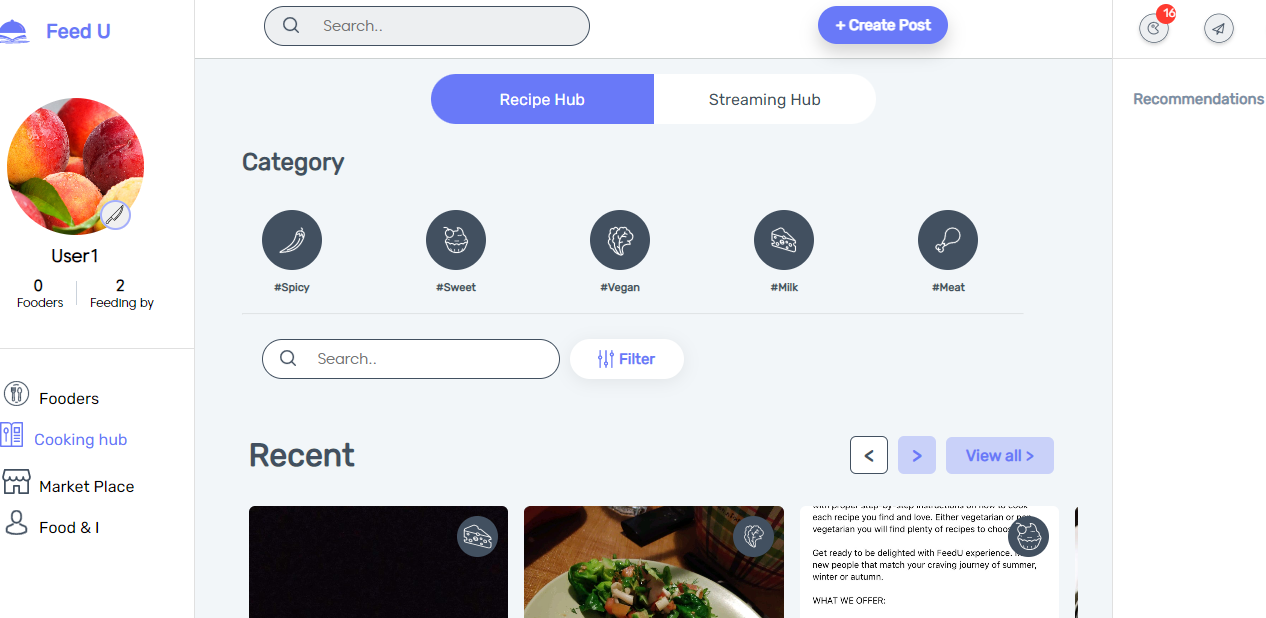 Feed U
Search..
+ Create Post
16
Recipe Hub
Streaming Hub
Recommendations
Category
#Spicy
#Sweet
#Vegan
#Milk
#Meat
User1
0
Fooders
2
Feeding by
Search..
Filter
Fooders
Cooking hub
Market Place
Food & I
Recent
<
>
View all >
with proper step-by-step instructions on how to cook
each recipe you find and love. Either vegetarian or
vegetarian you will find plenty of recipes to
Get ready to be delighted with FeedU experience.
new people that match your craving journey of summer,
winter or autumn.
WHAT WE OFFER: